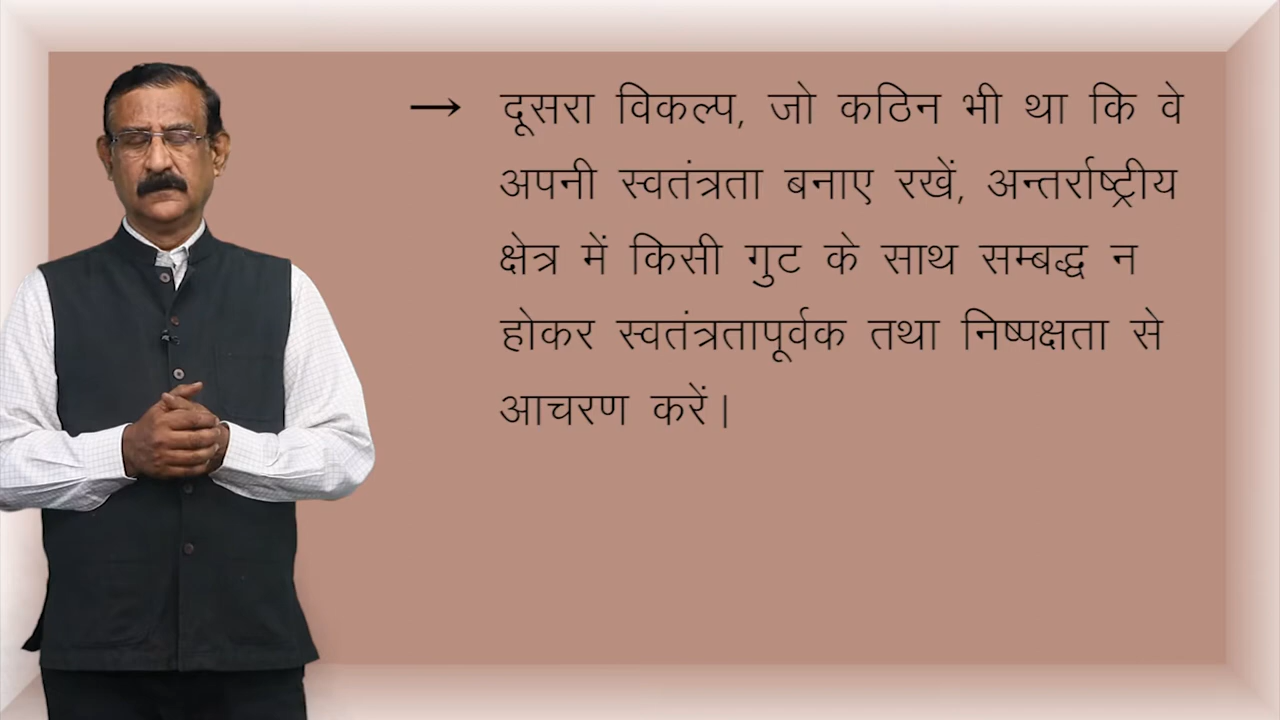 → दूसरा विकल्प, जो कठिन भी था कि वे
अपनी स्वतंत्रता बनाए रखें, अन्तर्राष्ट्रीय
क्षेत्र में किसी गुट के साथ सम्बद्ध न
होकर स्वतंत्रतापूर्वक तथा निष्पक्षता से
आचरण करें।